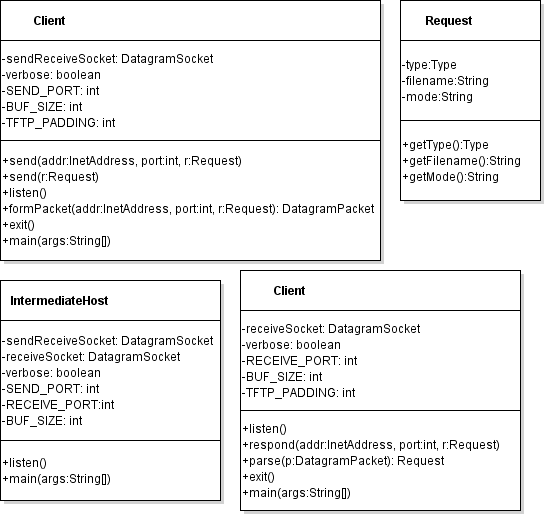 Client
-sendReceiveSocket: DatagramSocket
-verbose: boolean
-SEND_PORT: int
-BUF_SIZE: int
-TFTP_PADDING: int
+send(addr:InetAddress, port:int, r:Request)
+send(r:Request)
+listen()
+formPacket(addr:InetAddress, port:int, r:Request): DatagramPacket
+exit()
+main(args:String[])
Request
-type:Type
-filename:String
-mode:String
+getType():Type
+getFilename():String
+getMode():String
IntermediateHost
-sendReceiveSocket: DatagramSocket
-receiveSocket: DatagramSocket
-verbose: boolean
-SEND_PORT: int
-RECEIVE_PORT:int
-BUF_SIZE: int
+listen()
+main(args:String[])
Client
-receiveSocket: DatagramSocket
-verbose: boolean
-RECEIVE_PORT: int
-BUF_SIZE: int
-TFTP_PADDING: int
+listen()
+respond(addr:InetAddress, port:int, r:Request)
+parse(p:DatagramPacket): Request
+exit()
+main(args:String[])